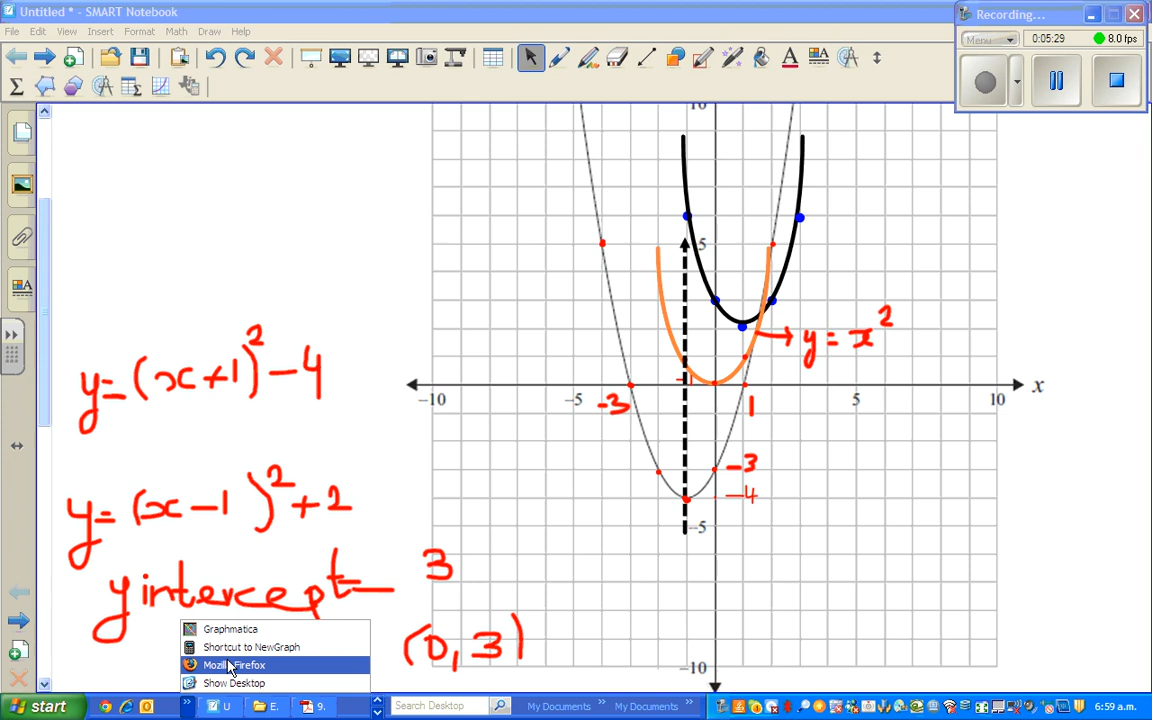 Untitled * - SMART Notebook
Recording...
File Edit View Insert Format Math Draw Help
Menu
0:05:29
8.0 fps
10
5
y = x²
-1
x
-10
-5
5
10
-3
1
y=(x+1)²-4
-3
-4
-5
y=(x-1)²+2
y intercept— 3
(0,3)
-10
Graphmatica
Shortcut to NewGraph
Mozilla Firefox
Show Desktop
start
U
E.
9.
Search Desktop
My Documents »
My Documents »
6:59 a.m.